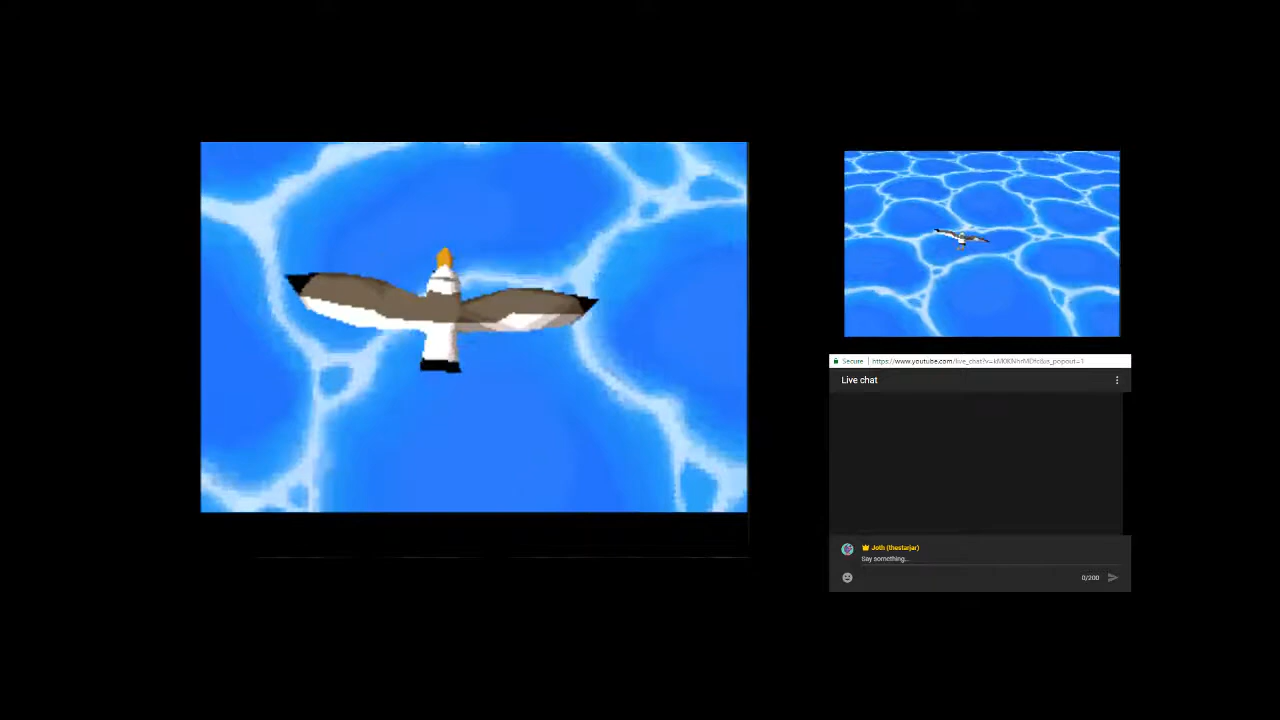 Secure https://www.youtube.com/live_chat?v=
Live chat
Joth (thestarjar)
Say something...
0/200